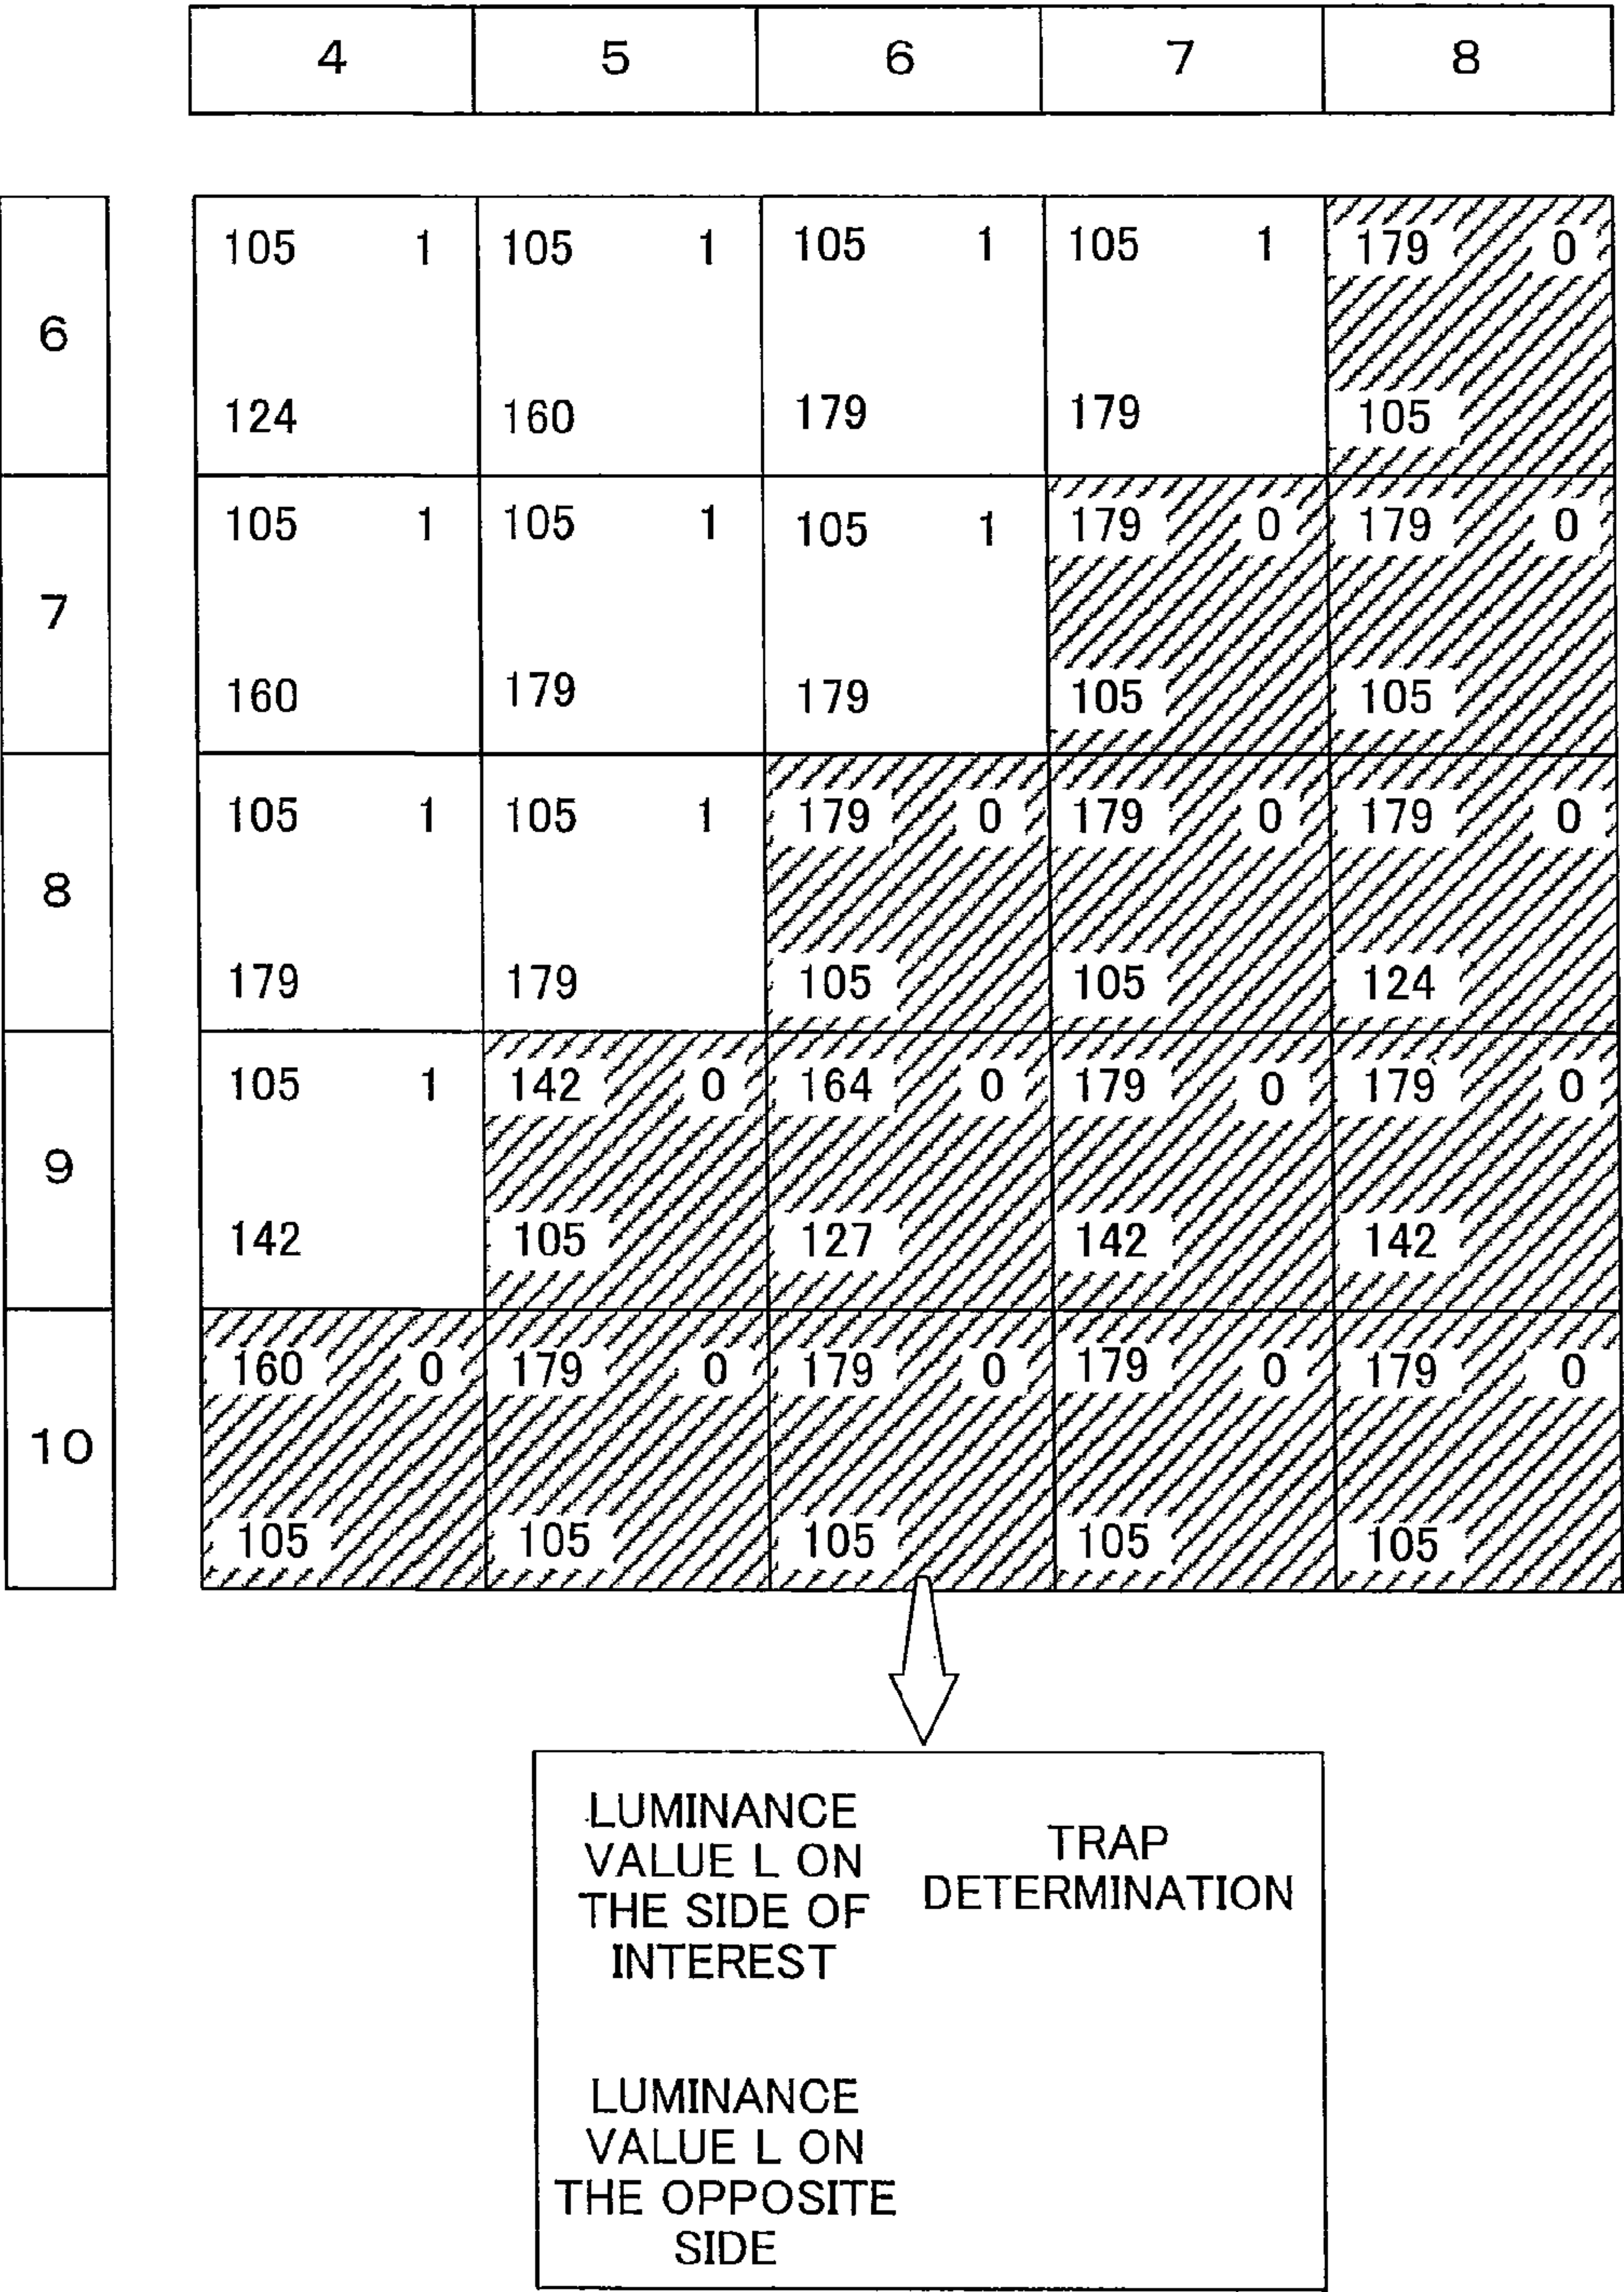 4 5 6 7 8
105 1 105 1 105 1 105 1 179 0
6
124 160 179 179 105
105 1 105 1 105 1 179 0 179 0
7
160 179 179 105 105
105 1 105 1 179 0 179 0 179 0
8
179 179 105 105 124
105 1 142 0 164 0 179 0 179 0
9
142 105 127 142 142
160 0 179 0 179 0 179 0 179 0
10
105 105 105 105 105
LUMINANCE
VALUE L ON
THE SIDE OF
INTEREST
TRAP
DETERMINATION
LUMINANCE
VALUE L ON
THE OPPOSITE
SIDE